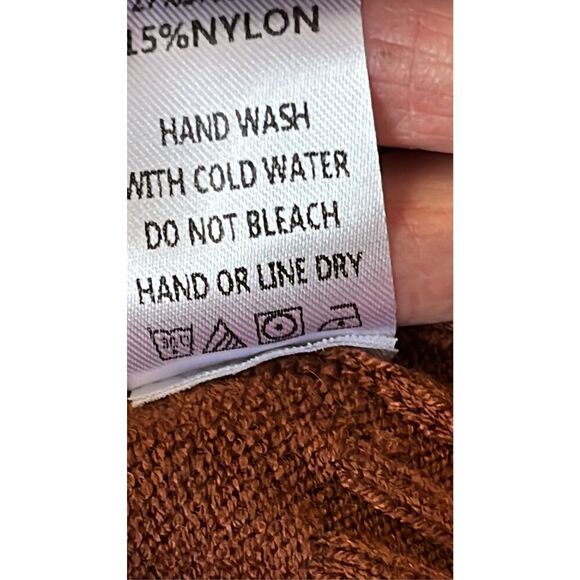 15%NYLON
HAND WASH
WITH COLD WATER
DO NOT BLEACH
HAND OR LINE DRY